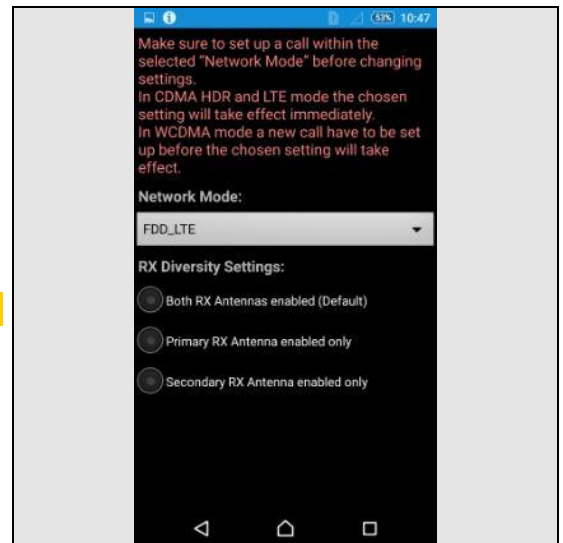 53% 10:47
Make sure to set up a call within the
selected "Network Mode" before changing
settings.
In CDMA HDR and LTE mode the chosen
setting will take effect immediately.
In WCDMA mode a new call have to be set
up before the chosen setting will take
effect.
Network Mode:
FDD_LTE
RX Diversity Settings:
Both RX Antennas enabled (Default)
Primary RX Antenna enabled only
Secondary RX Antenna enabled only